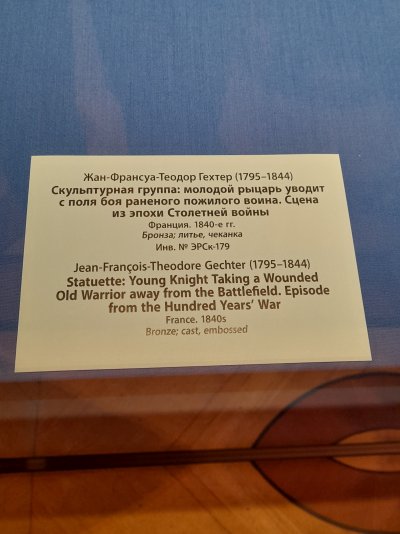 Жан-Франсуа-Теодор Гехтер (1795–1844)
Скульптурная группа: молодой рыцарь уводит
с поля боя раненого пожилого воина. Сцена
из эпохи Столетней войны
Франция. 1840-е гг.
Бронза; литье, чеканка
Инв. № ЭРСк-179
Jean-François-Theodore Gechter (1795–1844)
Statuette: Young Knight Taking a Wounded
Old Warrior away from the Battlefield. Episode
from the Hundred Years' War
France. 1840s
Bronze; cast, embossed